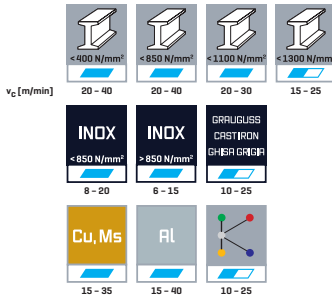 <400 N/mm² <850 N/mm² <1100 N/mm² <1300 N/mm²
vc [m/min] 20 – 40 20 – 40 20 – 30 15 – 25
INOX INOX GRAUGUSS
CASTIRON
GHISA GRIGIA
<850 N/mm² >850 N/mm²
8 – 20 6 – 15 10 – 25
Cu, Ms Al
15 – 35 15 – 40 10 – 25